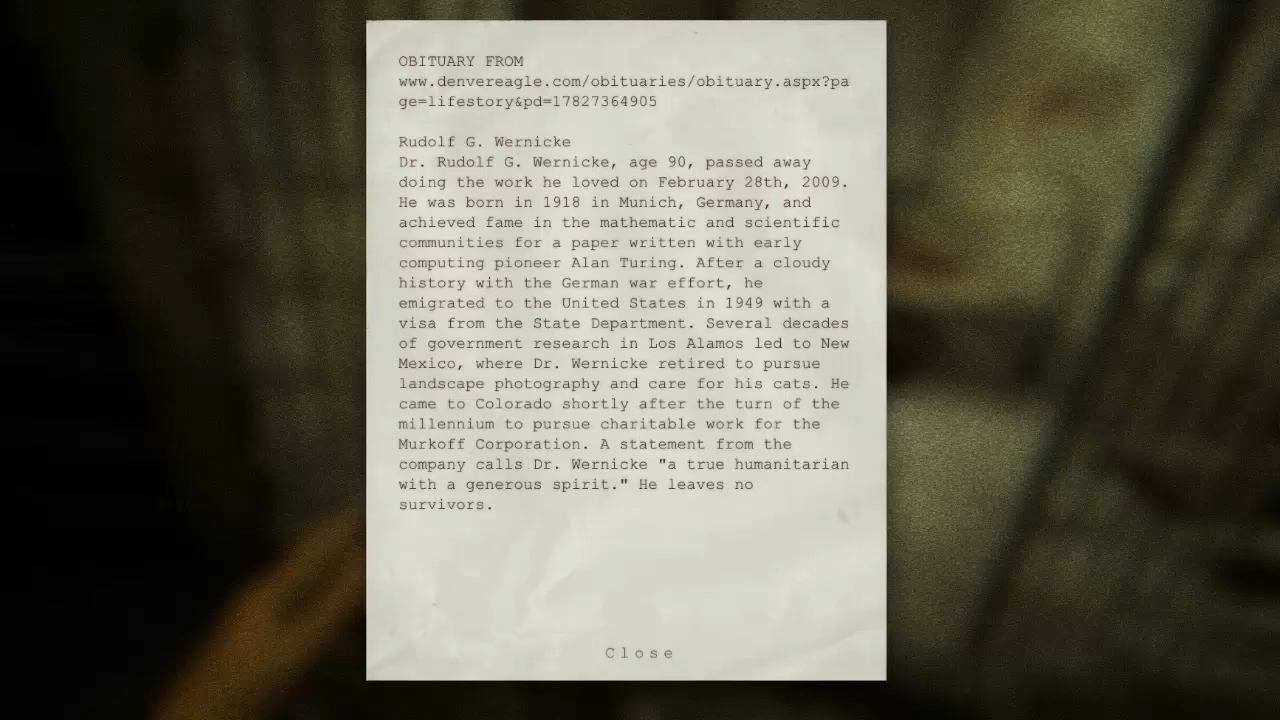 OBITUARY FROM
www.denvereagle.com/obituaries/obituary.aspx?pa
ge=lifestory&pd=17827364905
Rudolf G. Wernicke
Dr. Rudolf G. Wernicke, age 90, passed away
doing the work he loved on February 28th, 2009.
He was born in 1918 in Munich, Germany, and
achieved fame in the mathematic and scientific
communities for a paper written with early
computing pioneer Alan Turing. After a cloudy
history with the German war effort, he
emigrated to the United States in 1949 with a
visa from the State Department. Several decades
of government research in Los Alamos led to New
Mexico, where Dr. Wernicke retired to pursue
landscape photography and care for his cats. He
came to Colorado shortly after the turn of the
millennium to pursue charitable work for the
Murkoff Corporation. A statement from the
company calls Dr. Wernicke "a true humanitarian
with a generous spirit." He leaves no
survivors.
Close